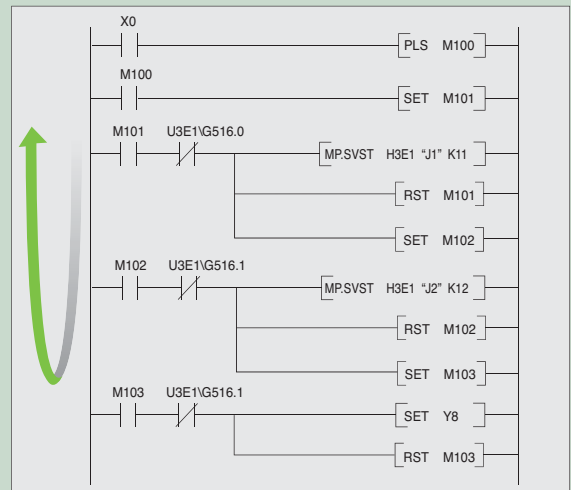 X0
PLS M100
M100
SET M101
M101 U3E1\G516.0
MP.SVST H3E1 “J1” K11
RST M101
SET M102
M102 U3E1\G516.1
MP.SVST H3E1 “J2” K12
RST M102
SET M103
M103 U3E1\G516.1
SET Y8
RST M103